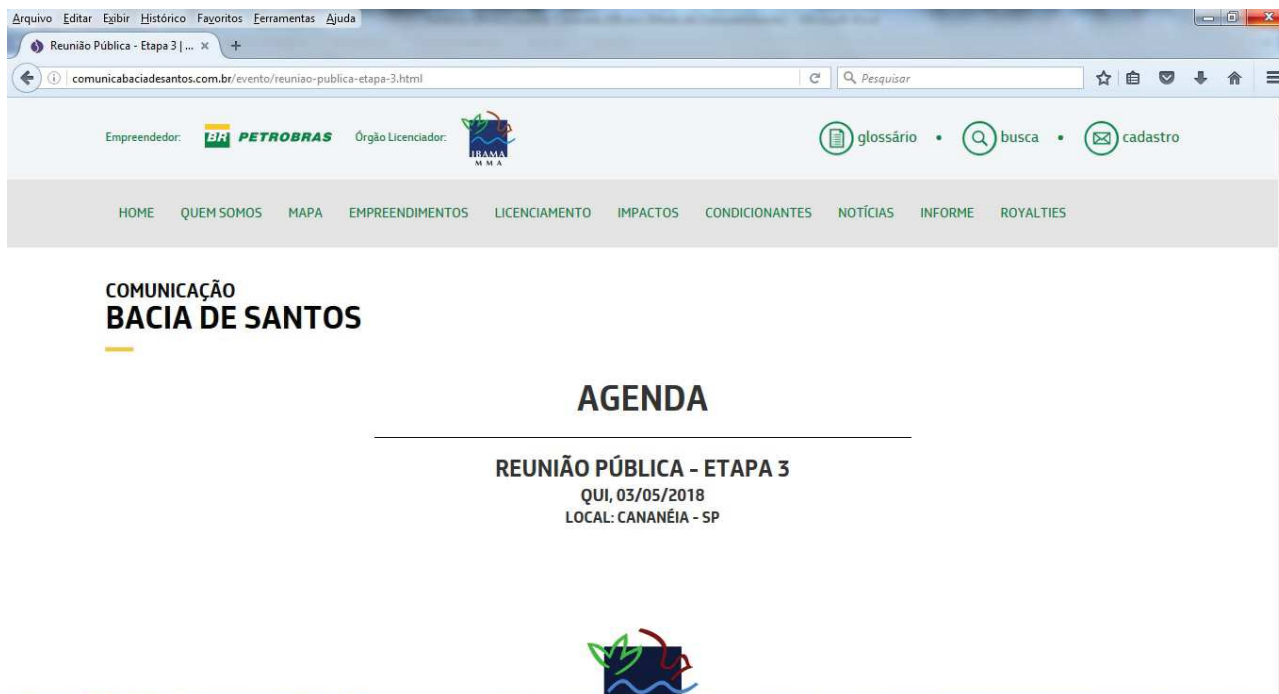 Arquivo Editar Exibir Histórico Favoritos Ferramentas Ajuda
Reunião Pública - Etapa 3 | ... × +
comunicabaciadesantos.com.br/evento/reuniao-publica-etapa-3.html Pesquisar
Empreendedor: BR PETROBRAS Órgão Licenciador: IBAMA MMA glossário • busca • cadastro
HOME QUEM SOMOS MAPA EMPREENDIMENTOS LICENCIAMENTO IMPACTOS CONDICIONANTES NOTÍCIAS INFORME ROYALTIES
COMUNICAÇÃO
BACIA DE SANTOS
AGENDA
REUNIÃO PÚBLICA - ETAPA 3
QUI, 03/05/2018
LOCAL: CANANÉIA - SP